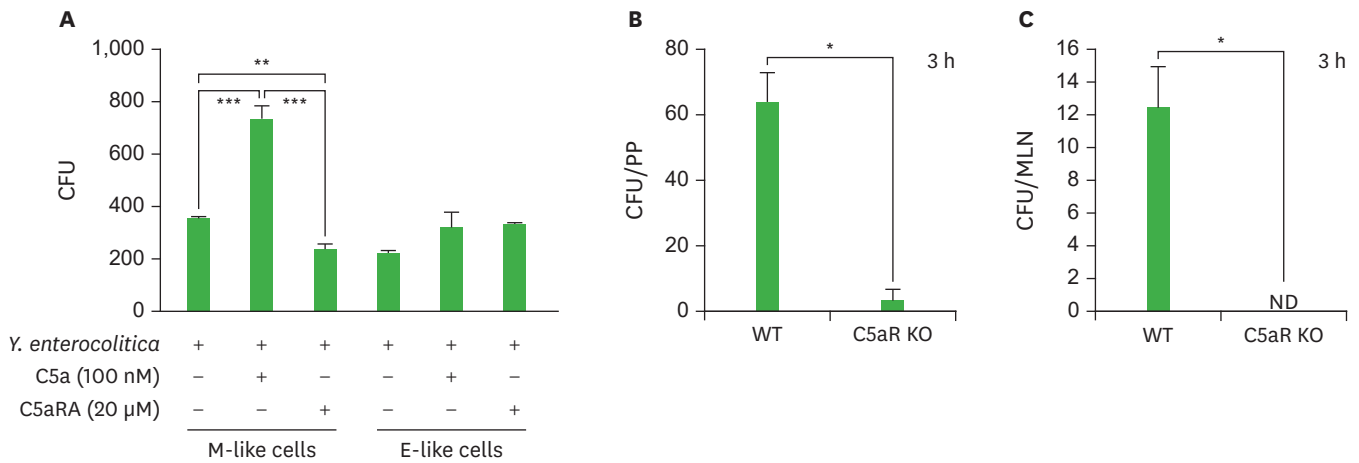 A
1,000
800
600
400
200
0
CFU
**
*** ***
Y. enterocolitica + + + + + +
C5a (100 nM) − + − − + −
C5aRA (20 μM) − − + − − +
M-like cells E-like cells
B
80
60
40
20
0
CFU/PP
*
3 h
WT C5aR KO
C
16
14
12
10
8
6
4
2
0
CFU/MLN
*
3 h
ND
WT C5aR KO